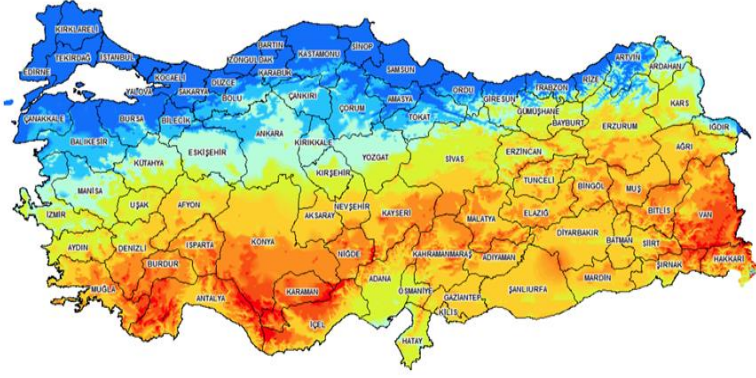 KIRKLARELİ
TEKİRDAĞ
İSTANBUL
EDİRNE
KOCAELİ
YALOVA
SAKARYA
DÜZCE
BOLU
ZONGULDAK
BARTIN
KARABÜK
KASTAMONU
SİNOP
SAMSUN
ÇANKIRI
ÇORUM
AMASYA
TOKAT
ORDU
GİRESUN
TRABZON
GÜMÜŞHANE
RİZE
ARTVİN
ARDAHAN
KARS
BAYBURT
ERZURUM
IĞDIR
AĞRI
ÇANAKKALE
BALIKESİR
BURSA
BİLECİK
KÜTAHYA
ESKİŞEHİR
ANKARA
KIRIKKALE
YOZGAT
KIRŞEHİR
SİVAS
ERZİNCAN
TUNCELİ
BİNGÖL
MUŞ
BİTLİS
VAN
MANİSA
İZMİR
UŞAK
AFYON
AKSARAY
NEVŞEHİR
KAYSERİ
MALATYA
ELAZIĞ
DİYARBAKIR
BATMAN
SİİRT
AYDIN
DENİZLİ
ISPARTA
BURDUR
KONYA
NİĞDE
KAHRAMANMARAŞ
ADIYAMAN
ŞIRNAK
HAKKARİ
MUĞLA
ANTALYA
KARAMAN
İÇEL
ADANA
OSMANİYE
GAZİANTEP
ŞANLIURFA
MARDİN
KİLİS
HATAY